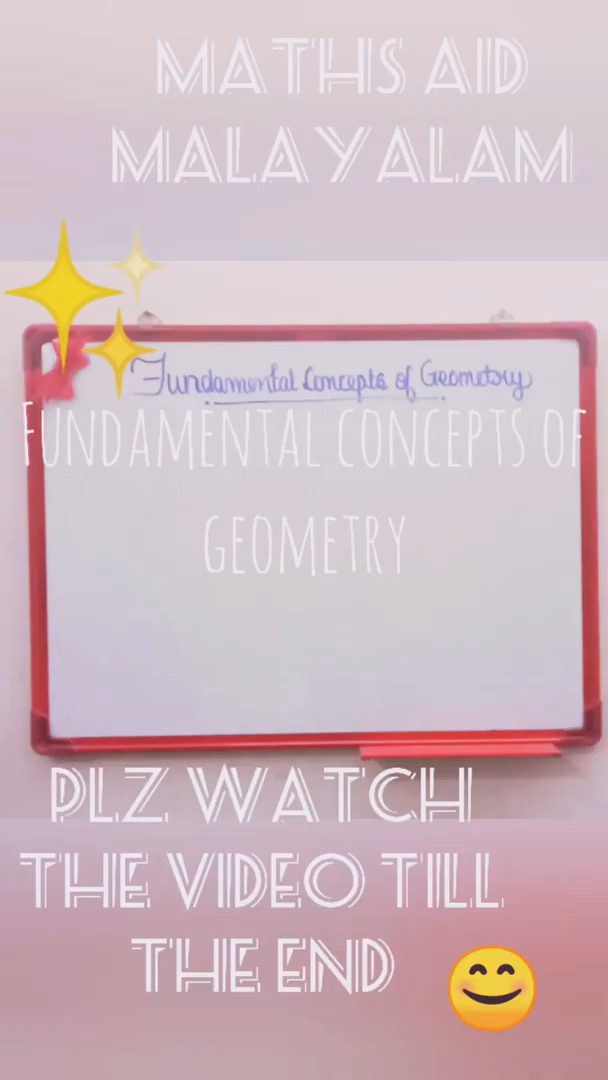 MATHS AID
MALAYALAM
Fundamental Concepts of Geometry
FUNDAMENTAL CONCEPTS OF
GEOMETRY
PLZ WATCH
THE VIDEO TILL
THE END 😊